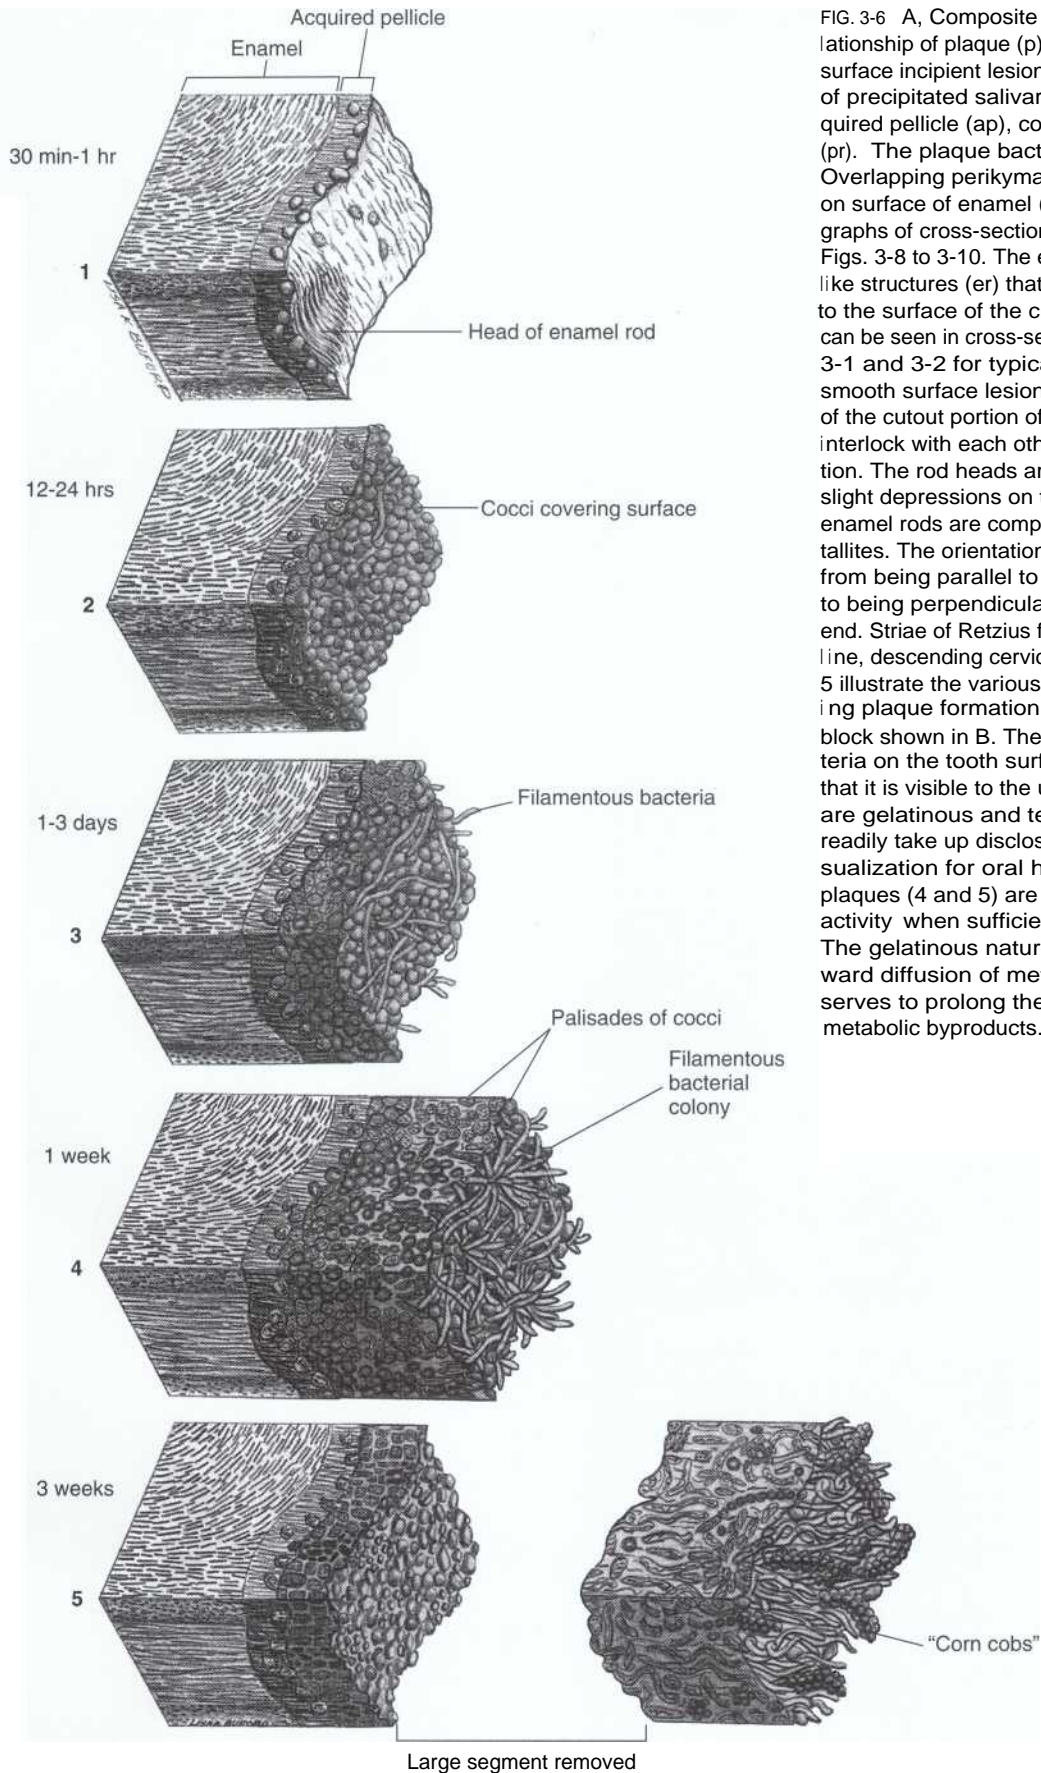 Acquired pellicle
Enamel
30 min-1 hr
1
LISA K BUFORD
Head of enamel rod
12-24 hrs
Cocci covering surface
2
1-3 days
Filamentous bacteria
3
Palisades of cocci
Filamentous
bacterial
colony
1 week
4
3 weeks
5
"Corn cobs"
Large segment removed
FIG. 3-6 A, Composite
lationship of plaque (p)
surface incipient lesion
of precipitated salivar
quired pellicle (ap), co
(pr). The plaque bact
Overlapping perikyma
on surface of enamel (
graphs of cross-section
Figs. 3-8 to 3-10. The e
like structures (er) that
to the surface of the c
can be seen in cross-se
3-1 and 3-2 for typica
smooth surface lesion
of the cutout portion of
interlock with each oth
tion. The rod heads ar
slight depressions on t
enamel rods are comp
tallites. The orientation
from being parallel to
to being perpendicula
end. Striae of Retzius f
line, descending cervic
5 illustrate the various
ing plaque formation
block shown in B. The
teria on the tooth surf
that it is visible to the u
are gelatinous and te
readily take up disclos
sualization for oral h
plaques (4 and 5) are
activity when sufficie
The gelatinous natur
ward diffusion of met
serves to prolong the
metabolic byproducts.